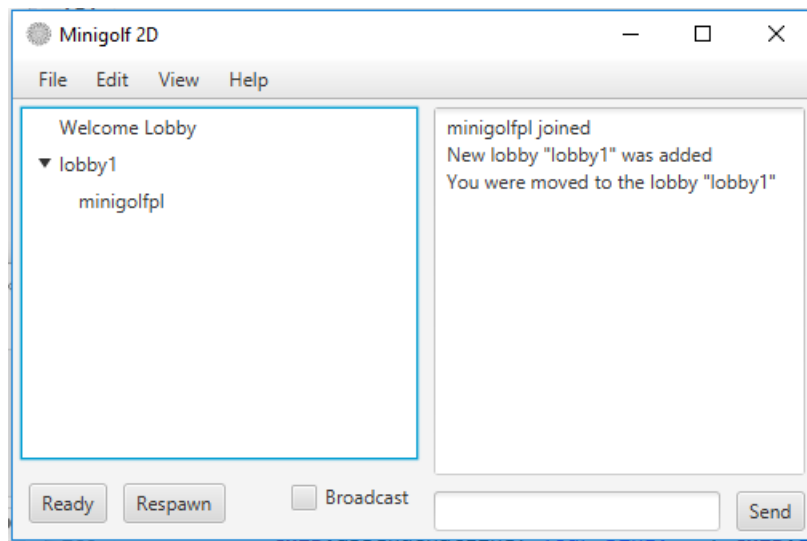 Minigolf 2D
File Edit View Help
Welcome Lobby
lobby1
minigolfpl
minigolfpl joined
New lobby "lobby1" was added
You were moved to the lobby "lobby1"
Ready Respawn Broadcast Send